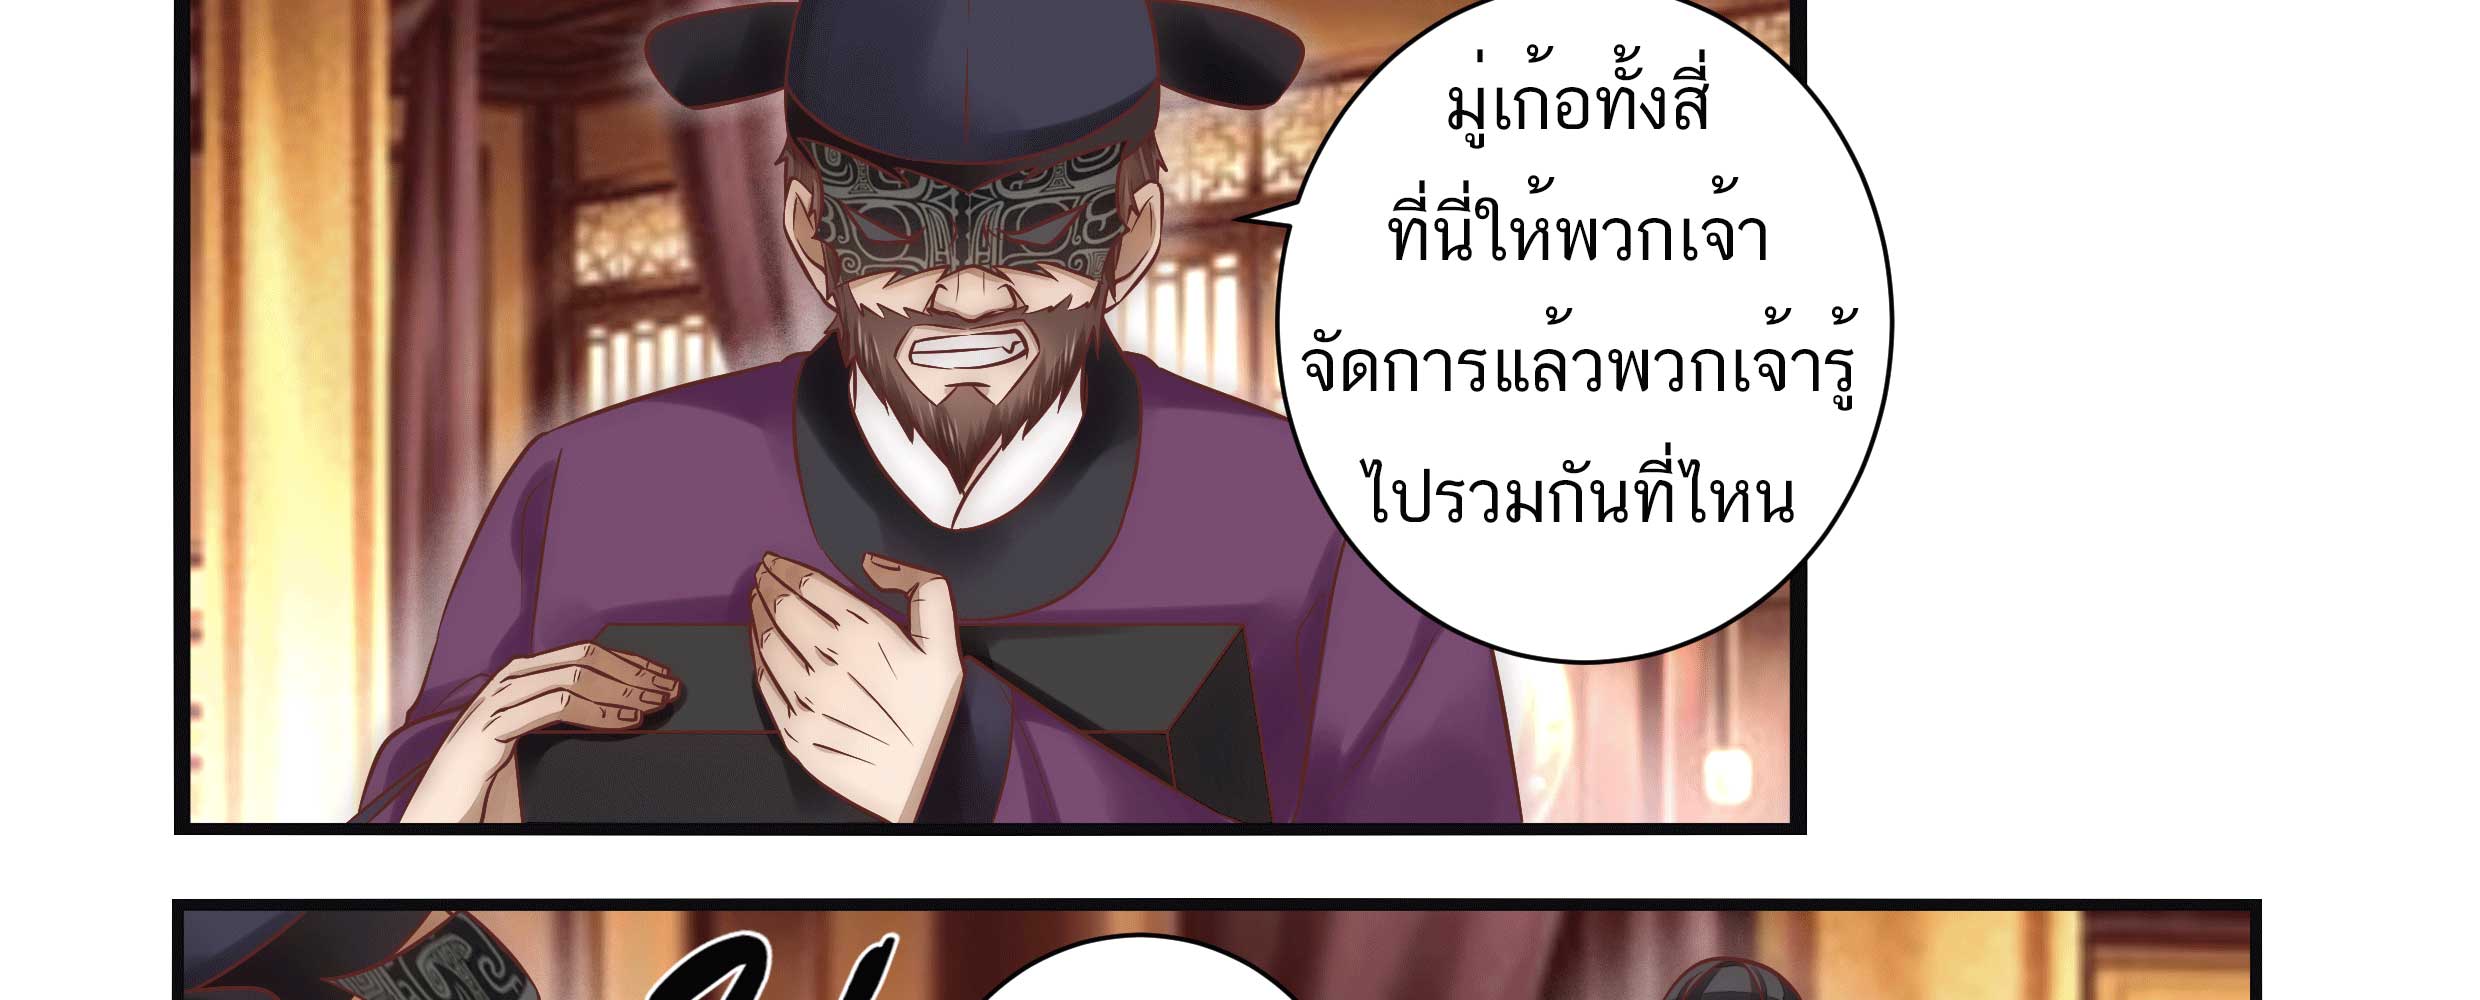 มู่เก้อทั้งสี่
ที่นี่ให้พวกเจ้า
จัดการแล้วพวกเจ้ารู้
ไปรวมกันที่ไหน